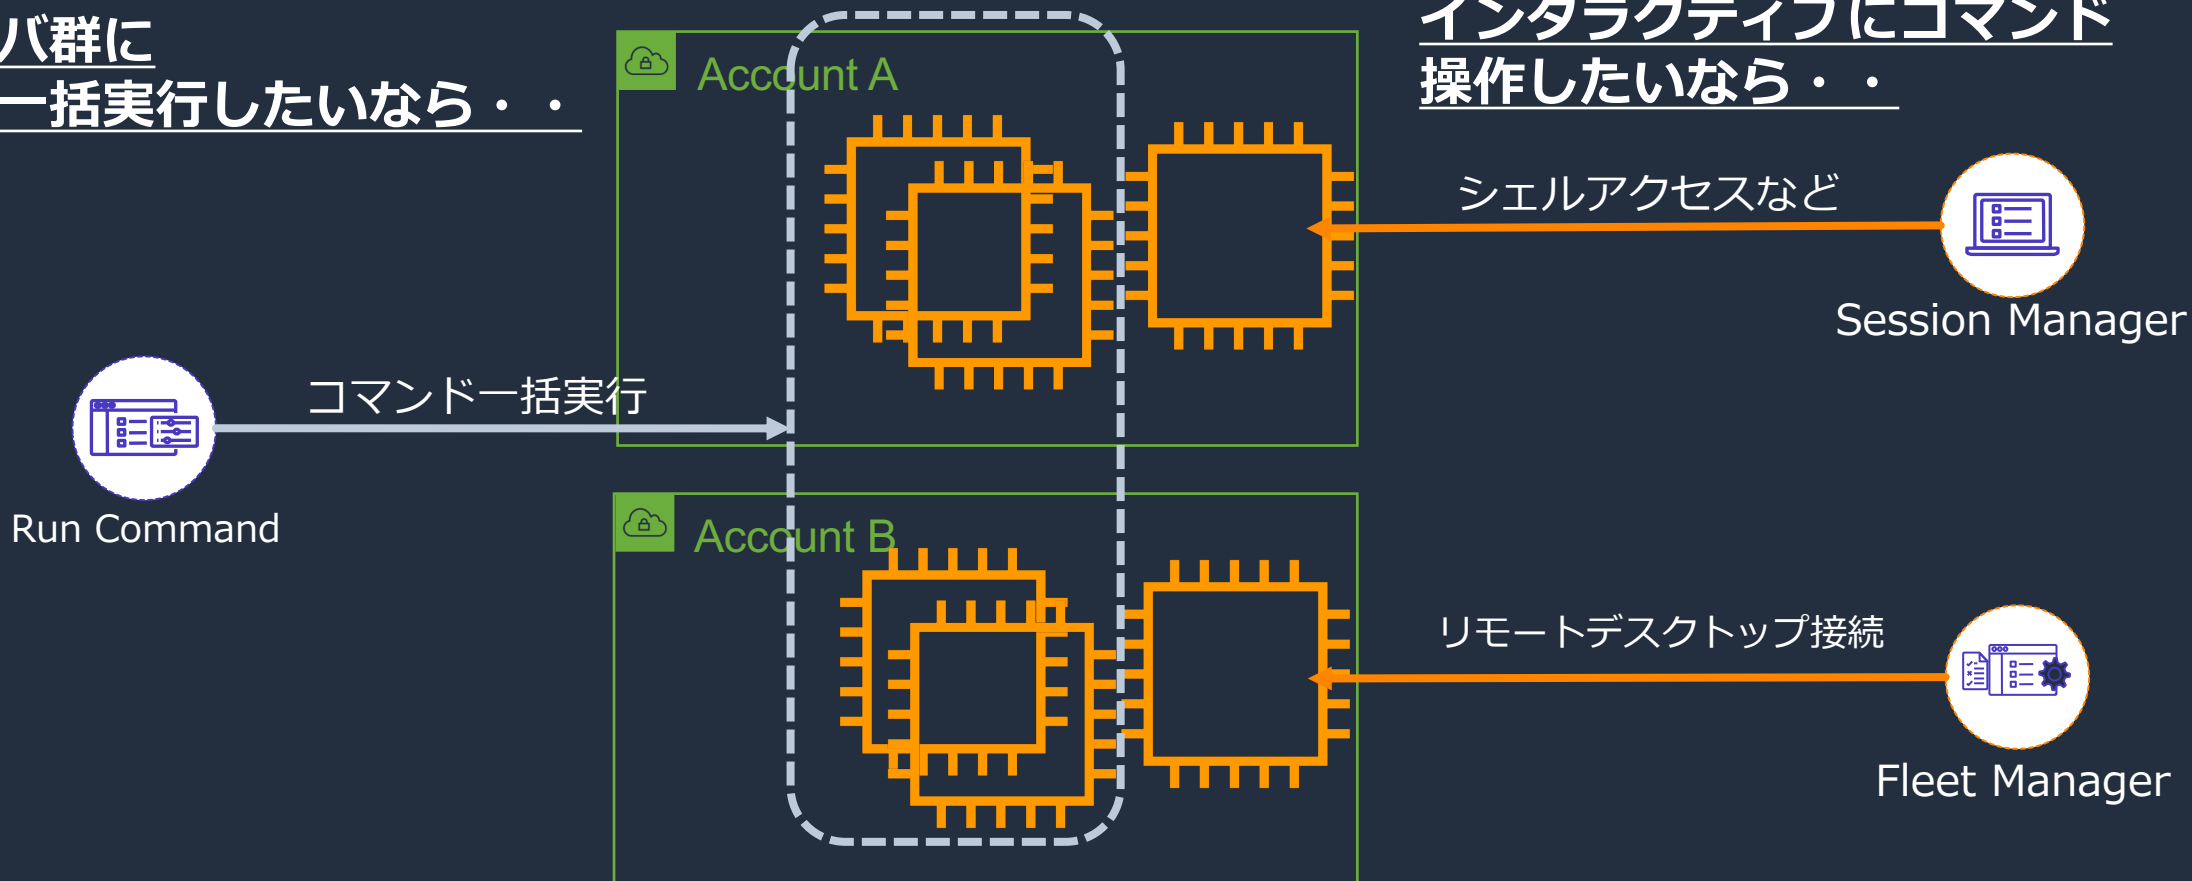 バ群に
一括実行したいなら・・
インタラクティブにコマンド
操作したいなら・・
Account A
シェルアクセスなど
Session Manager
コマンド一括実行
Run Command
Account B
リモートデスクトップ接続
Fleet Manager